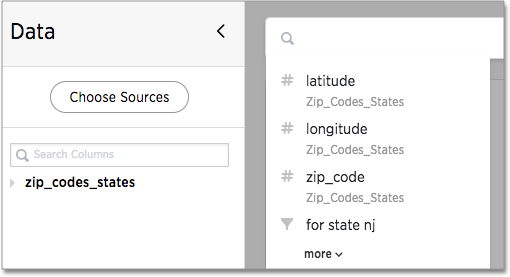 Data
Choose Sources
Search Columns
zip_codes_states
# latitude
Zip_Codes_States
# longitude
Zip_Codes_States
# zip_code
Zip_Codes_States
for state nj
more